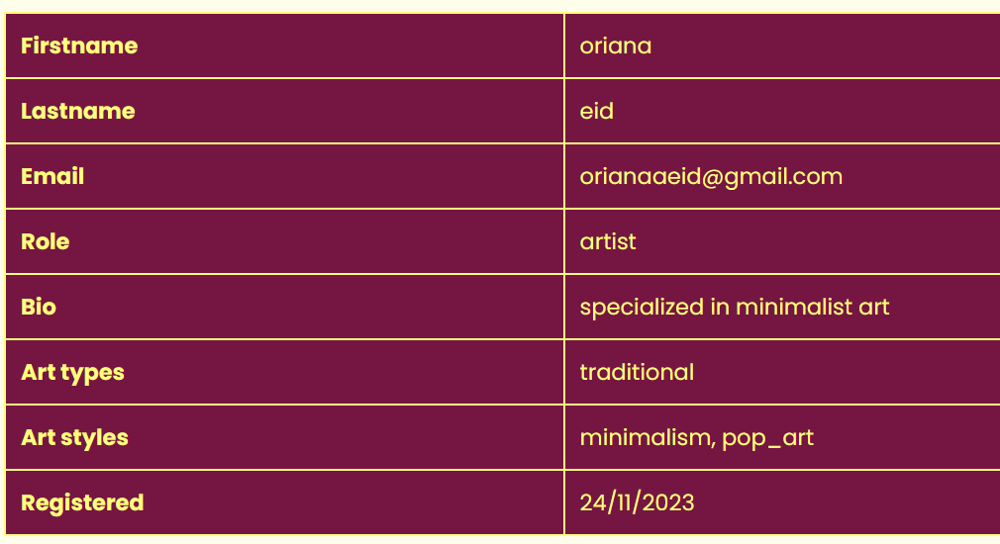 Firstname oriana
Lastname eid
Email orianaaeid@gmail.com
Role artist
Bio specialized in minimalist art
Art types traditional
Art styles minimalism, pop_art
Registered 24/11/2023